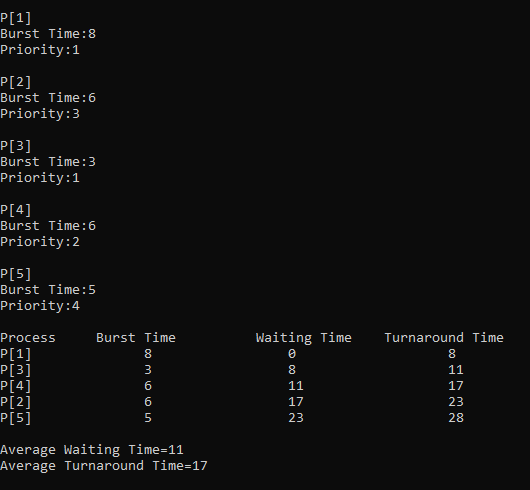 P[1]
Burst Time:8
Priority:1
P[2]
Burst Time:6
Priority:3
P[3]
Burst Time:3
Priority:1
P[4]
Burst Time:6
Priority:2
P[5]
Burst Time:5
Priority:4
Process Burst Time Waiting Time Turnaround Time
P[1] 8 0 8
P[3] 3 8 11
P[4] 6 11 17
P[2] 6 17 23
P[5] 5 23 28
Average Waiting Time=11
Average Turnaround Time=17